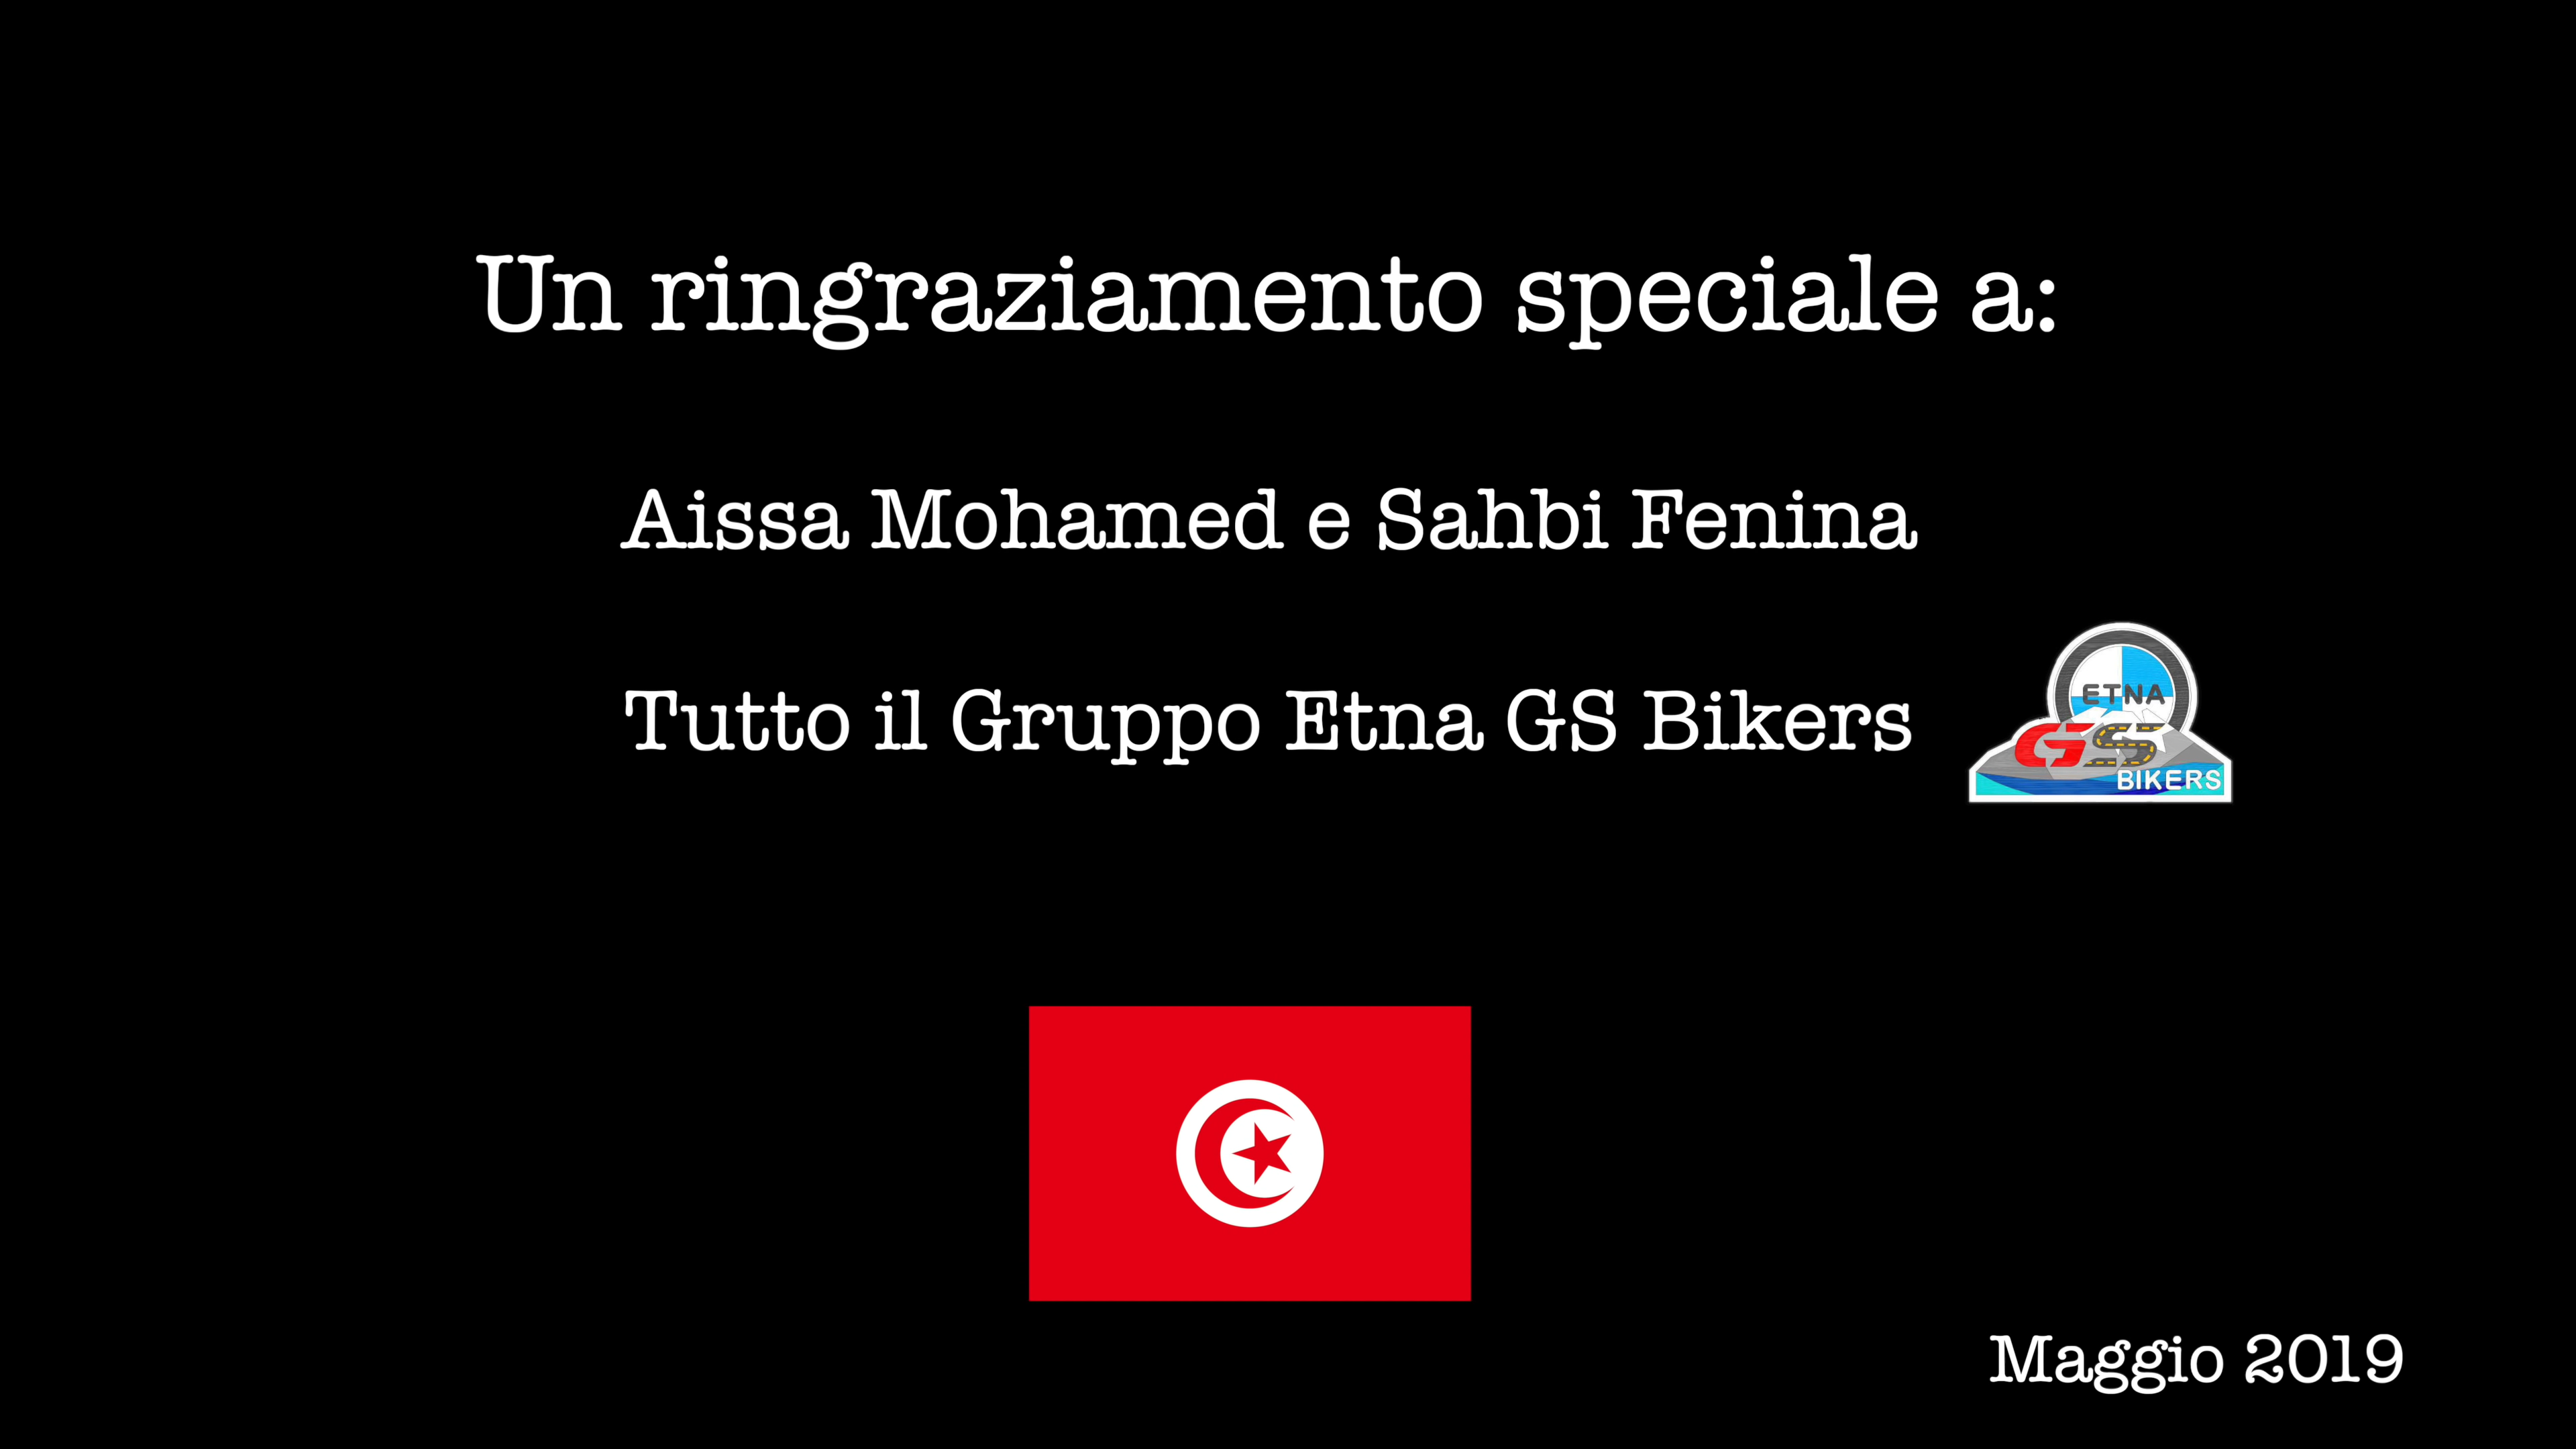 Un ringraziamento speciale a:
Aissa Mohamed e Sahbi Fenina
Tutto il Gruppo Etna GS Bikers
ETNA
GS
BIKERS
Maggio 2019